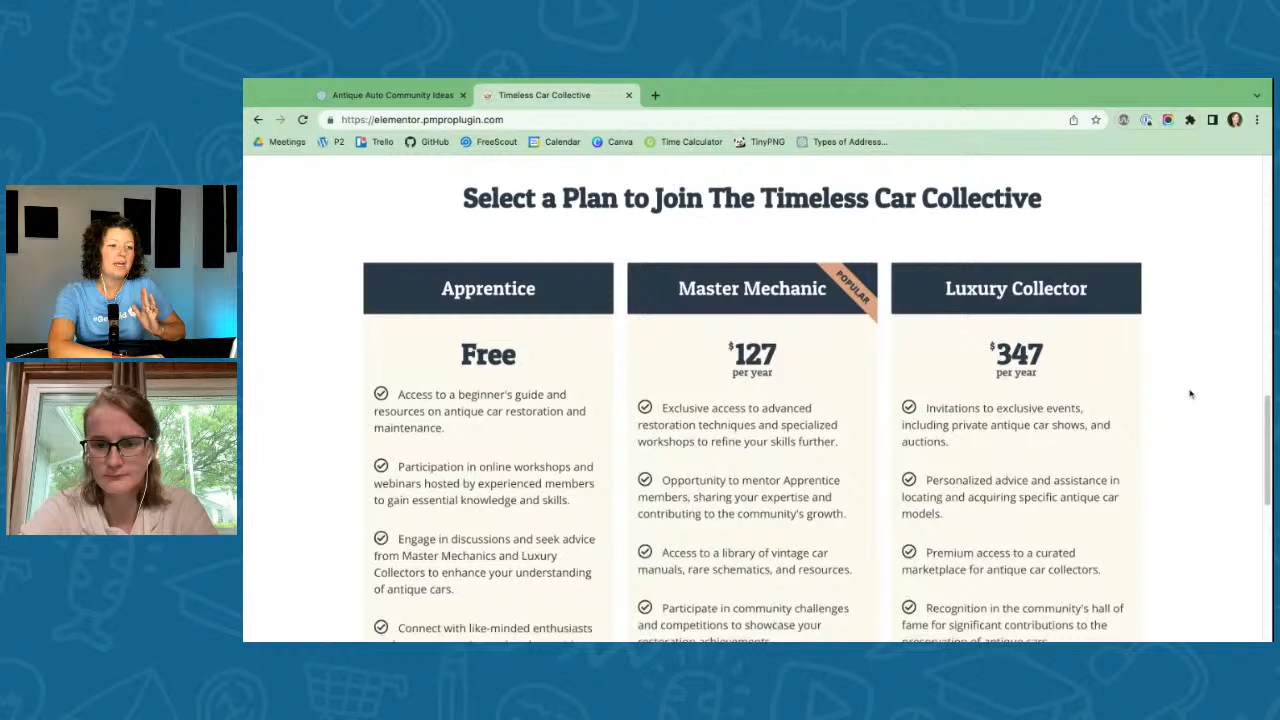 Antique Auto Community Ideas
Timeless Car Collective
https://elementor.pmproplugin.com
Meetings P2 Trello GitHub FreeScout Calendar Canva Time Calculator TinyPNG Types of Address...
Select a Plan to Join The Timeless Car Collective
Apprentice
Free
Access to a beginner's guide and
resources on antique car restoration and
maintenance.
Participation in online workshops and
webinars hosted by experienced members
to gain essential knowledge and skills.
Engage in discussions and seek advice
from Master Mechanics and Luxury
Collectors to enhance your understanding
of antique cars.
Connect with like-minded enthusiasts
Master Mechanic
POPULAR
$127
per year
Exclusive access to advanced
restoration techniques and specialized
workshops to refine your skills further.
Opportunity to mentor Apprentice
members, sharing your expertise and
contributing to the community's growth.
Access to a library of vintage car
manuals, rare schematics, and resources.
Participate in community challenges
and competitions to showcase your
restoration achievements.
Luxury Collector
$347
per year
Invitations to exclusive events,
including private antique car shows, and
auctions.
Personalized advice and assistance in
locating and acquiring specific antique car
models.
Premium access to a curated
marketplace for antique car collectors.
Recognition in the community's hall of
fame for significant contributions to the
preservation of antique cars.